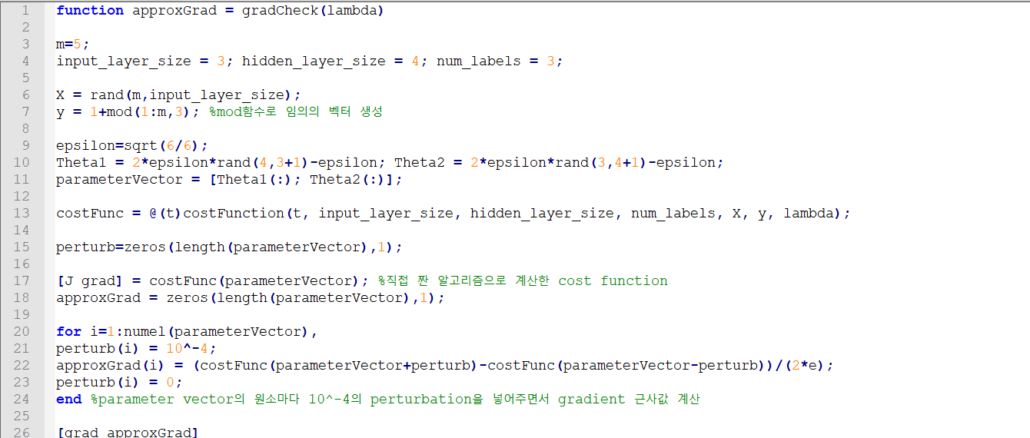 1 function approxGrad = gradCheck(lambda)
2
3 m=5;
4 input_layer_size = 3; hidden_layer_size = 4; num_labels = 3;
5
6 X = rand(m,input_layer_size);
7 y = 1+mod(1:m,3); %mod함수로 임의의 벡터 생성
8
9 epsilon=sqrt(6/6);
10 Theta1 = 2*epsilon*rand(4,3+1)-epsilon; Theta2 = 2*epsilon*rand(3,4+1)-epsilon;
11 parameterVector = [Theta1(:); Theta2(:)];
12
13 costFunc = @(t)costFunction(t, input_layer_size, hidden_layer_size, num_labels, X, y, lambda);
14
15 perturb=zeros(length(parameterVector),1);
16
17 [J grad] = costFunc(parameterVector); %직접 짠 알고리즘으로 계산한 cost function
18 approxGrad = zeros(length(parameterVector),1);
19
20 for i=1:numel(parameterVector),
21 perturb(i) = 10^-4;
22 approxGrad(i) = (costFunc(parameterVector+perturb)-costFunc(parameterVector-perturb))/(2*e);
23 perturb(i) = 0;
24 end %parameter vector의 원소마다 10^-4의 perturbation을 넣어주면서 gradient 근사값 계산
25
26 [grad approxGrad]